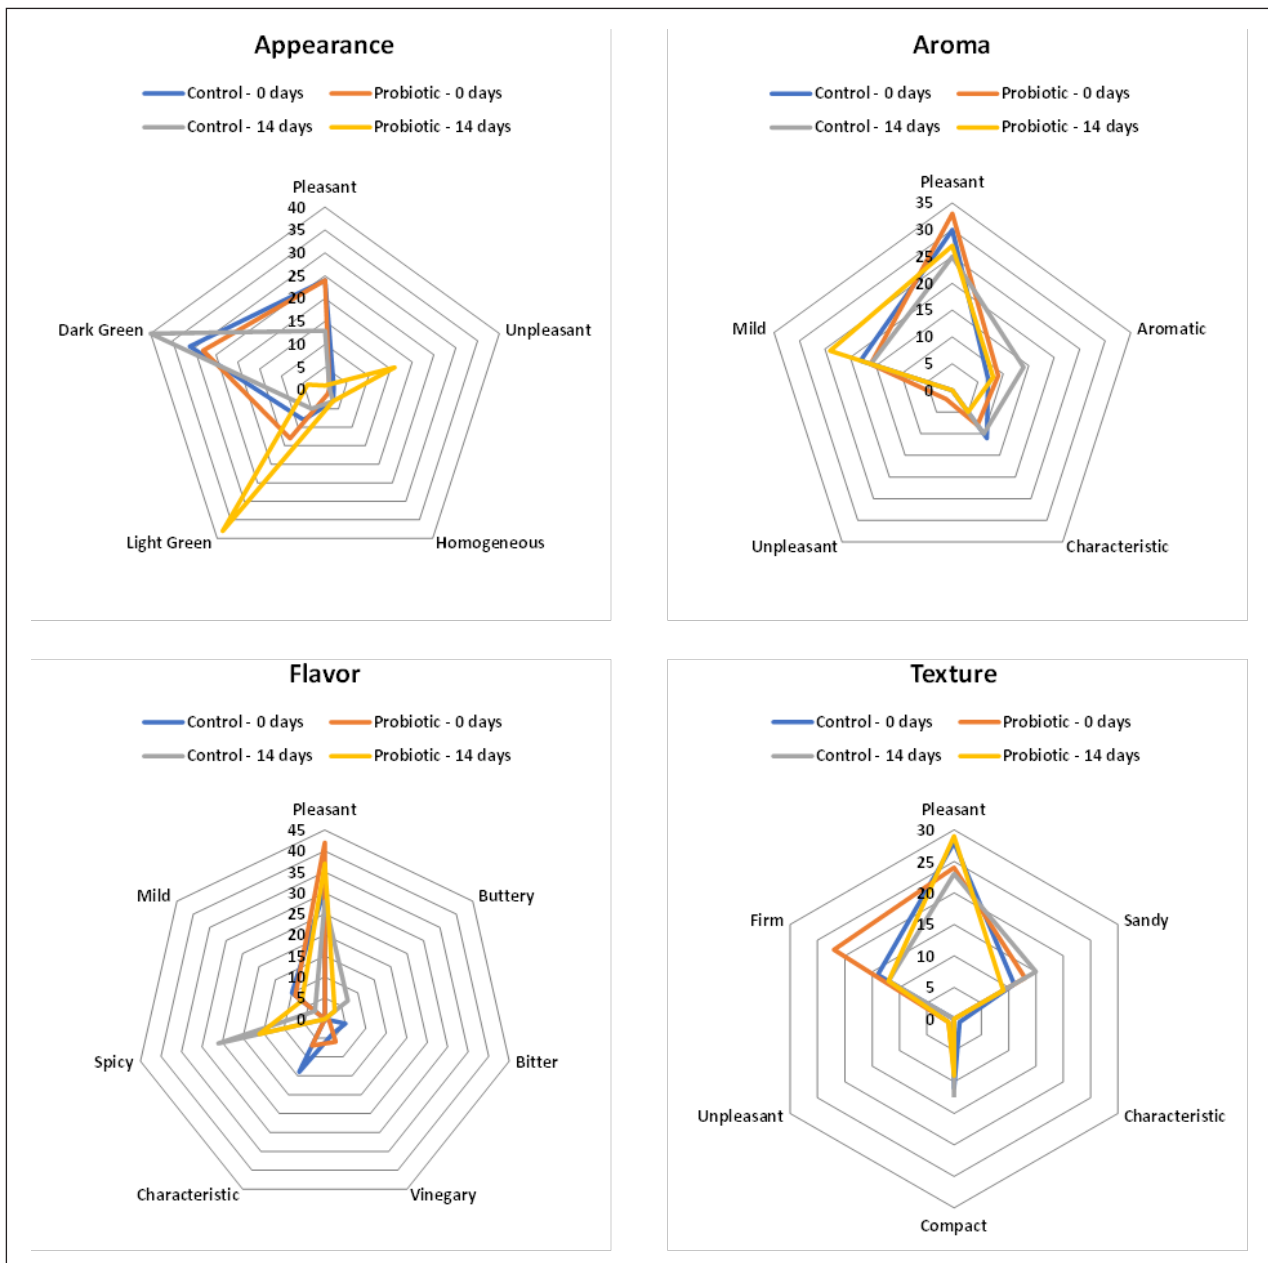 Appearance
Control - 0 days Probiotic - 0 days
Control - 14 days Probiotic - 14 days
Pleasant
40
35
30
25
20
15
10
5
0
Unpleasant
Dark Green
Light Green
Homogeneous
Aroma
Control - 0 days Probiotic - 0 days
Control - 14 days Probiotic - 14 days
Pleasant
35
30
25
20
15
10
5
0
Mild
Aromatic
Unpleasant
Characteristic
Flavor
Control - 0 days Probiotic - 0 days
Control - 14 days Probiotic - 14 days
Pleasant
45
40
35
30
25
20
15
10
5
0
Mild
Buttery
Spicy
Bitter
Characteristic
Vinegary
Texture
Control - 0 days Probiotic - 0 days
Control - 14 days Probiotic - 14 days
Pleasant
30
25
20
15
10
5
0
Firm
Sandy
Unpleasant
Characteristic
Compact